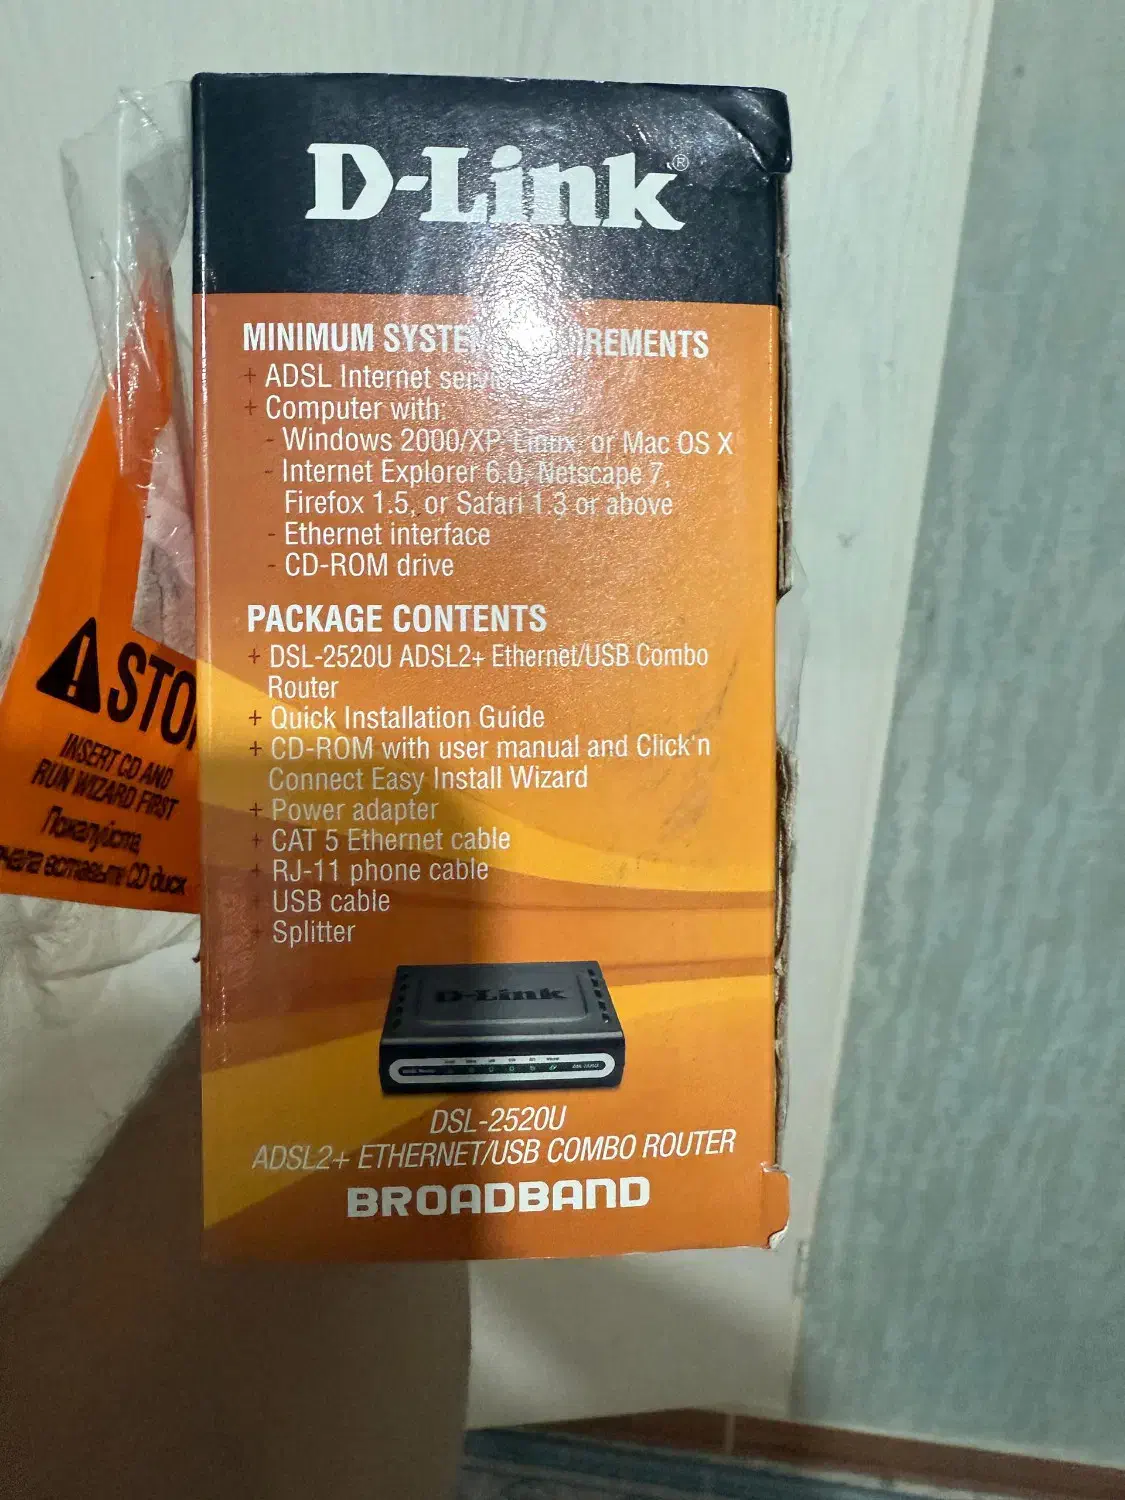 D-Link®
MINIMUM SYSTEM REQUIREMENTS
+ ADSL Internet service
+ Computer with:
- Windows 2000/XP, Linux, or Mac OS X
- Internet Explorer 6.0, Netscape 7,
Firefox 1.5, or Safari 1.3 or above
- Ethernet interface
- CD-ROM drive
PACKAGE CONTENTS
+ DSL-2520U ADSL2+ Ethernet/USB Combo
Router
+ Quick Installation Guide
+ CD-ROM with user manual and Click'n
Connect Easy Install Wizard
+ Power adapter
+ CAT 5 Ethernet cable
+ RJ-11 phone cable
+ USB cable
+ Splitter
D-Link
DSL-2520U
ADSL2+ ETHERNET/USB COMBO ROUTER
BROADBAND
STO
INSERT CD AND
RUN WIZARD FIRST
Пожалуйста
вставьте CD диск